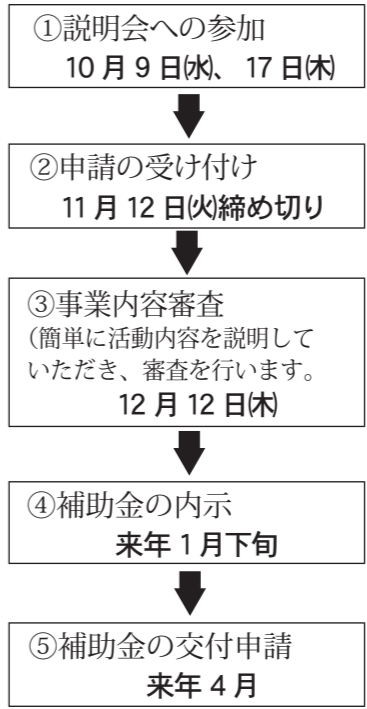 ①説明会への参加
10月9日㈬、17日㈭
②申請の受け付け
11月12日㈫締め切り
③事業内容審査
(簡単に活動内容を説明して
いただき、審査を行います。
12月12日㈭
④補助金の内示
来年1月下旬
⑤補助金の交付申請
来年4月